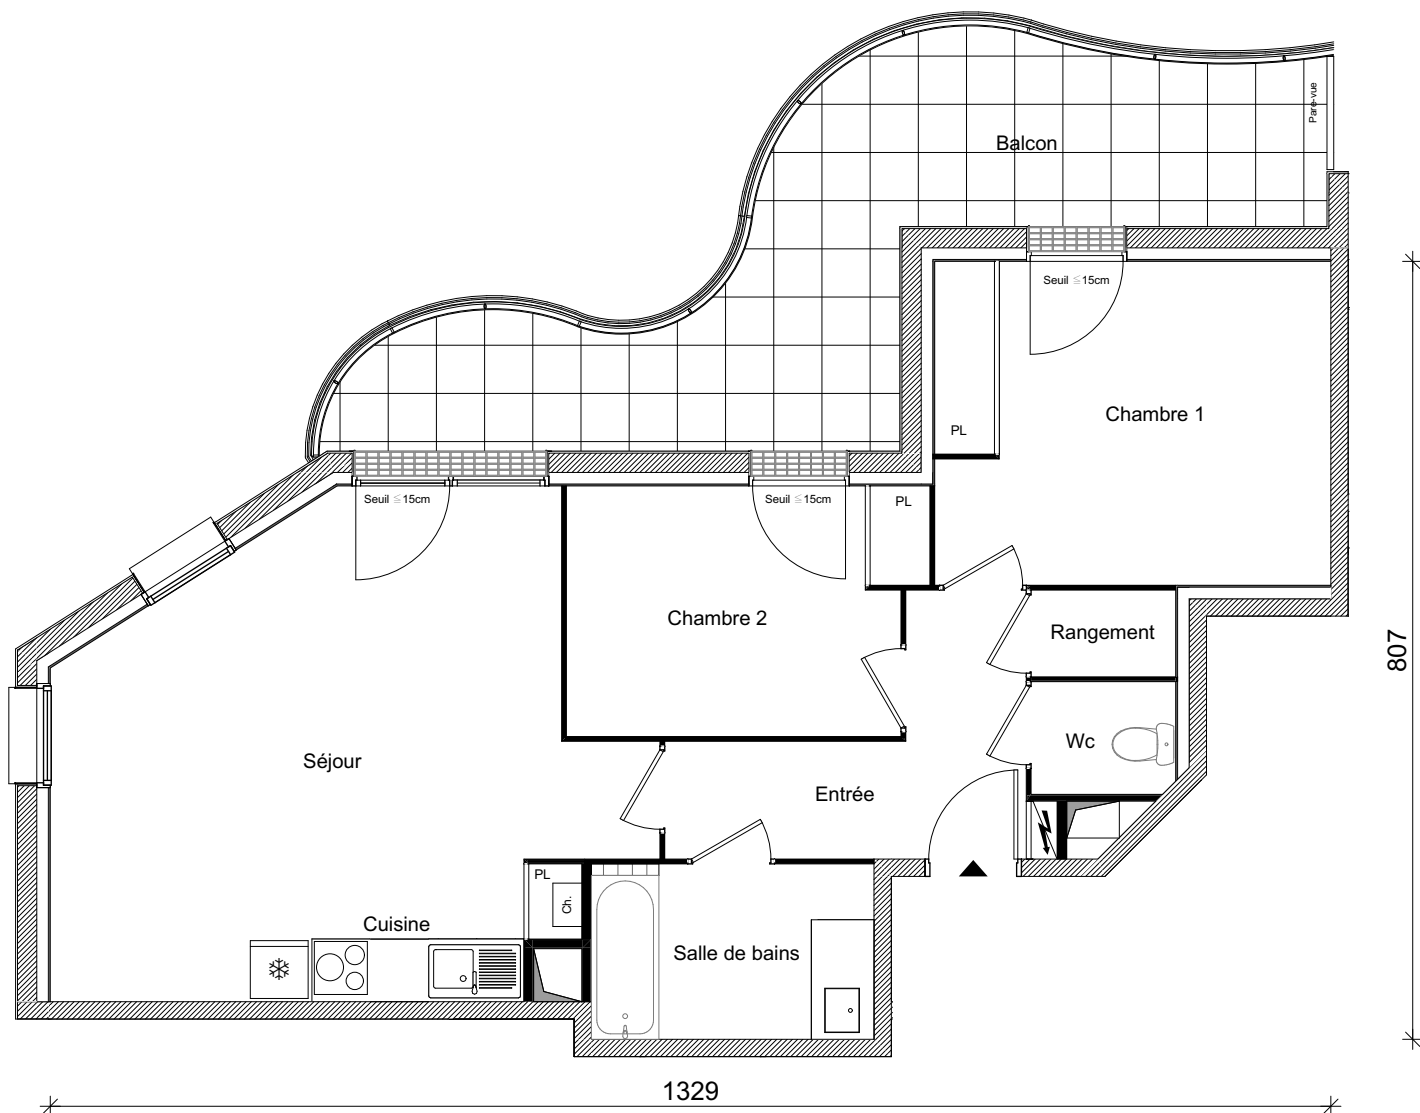 Pare-vue
Balcon
Seuil ≤15cm
Chambre 1
PL
Seuil ≤15cm
Seuil ≤15cm
PL
Chambre 2
Rangement
807
Wc
Séjour
Entrée
PL
Ch.
Cuisine
Salle de bains
1329